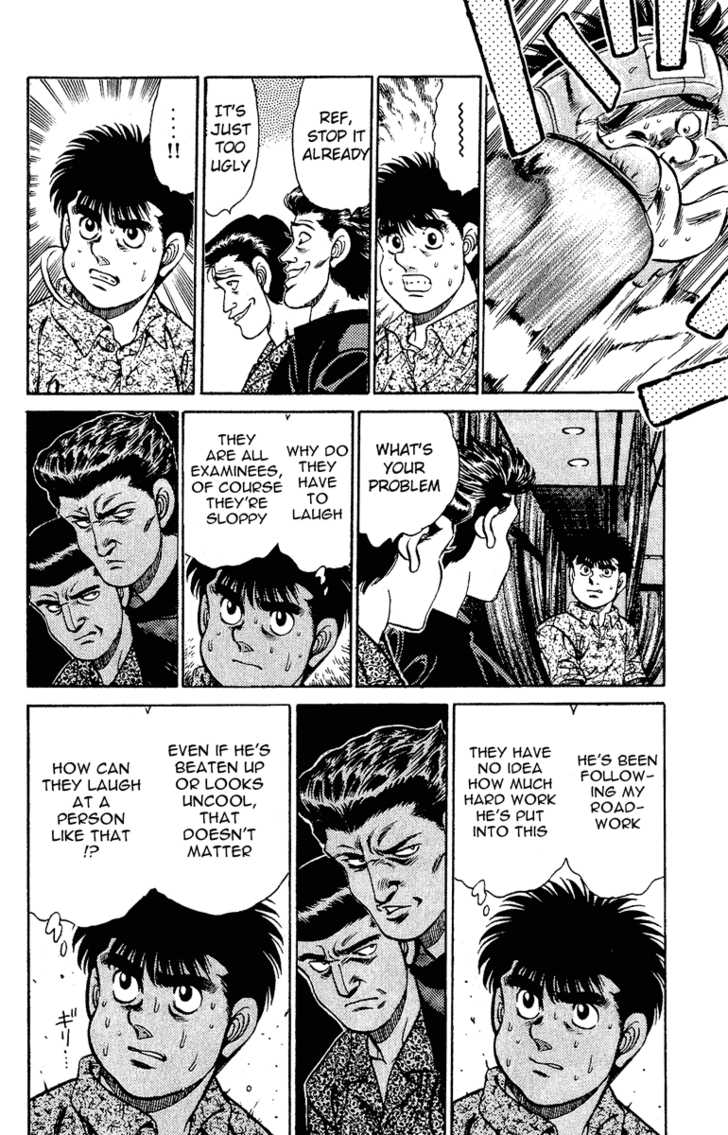 REF,
STOP IT
ALREADY
IT'S
JUST
TOO
UGLY
...
!!
WHAT'S
YOUR
PROBLEM
WHY DO
THEY
HAVE
TO
LAUGH
THEY
ARE ALL
EXAMINEES,
OF COURSE
THEY'RE
SLOPPY
HE'S BEEN
FOLLOW-
ING MY
ROAD-
WORK
THEY HAVE
NO IDEA
HOW MUCH
HARD WORK
HE'S PUT
INTO THIS
EVEN IF HE'S
BEATEN UP
OR LOOKS
UNCOOL,
THAT
DOESN'T
MATTER
HOW CAN
THEY LAUGH
AT A
PERSON
LIKE THAT
!?
ギリ・・